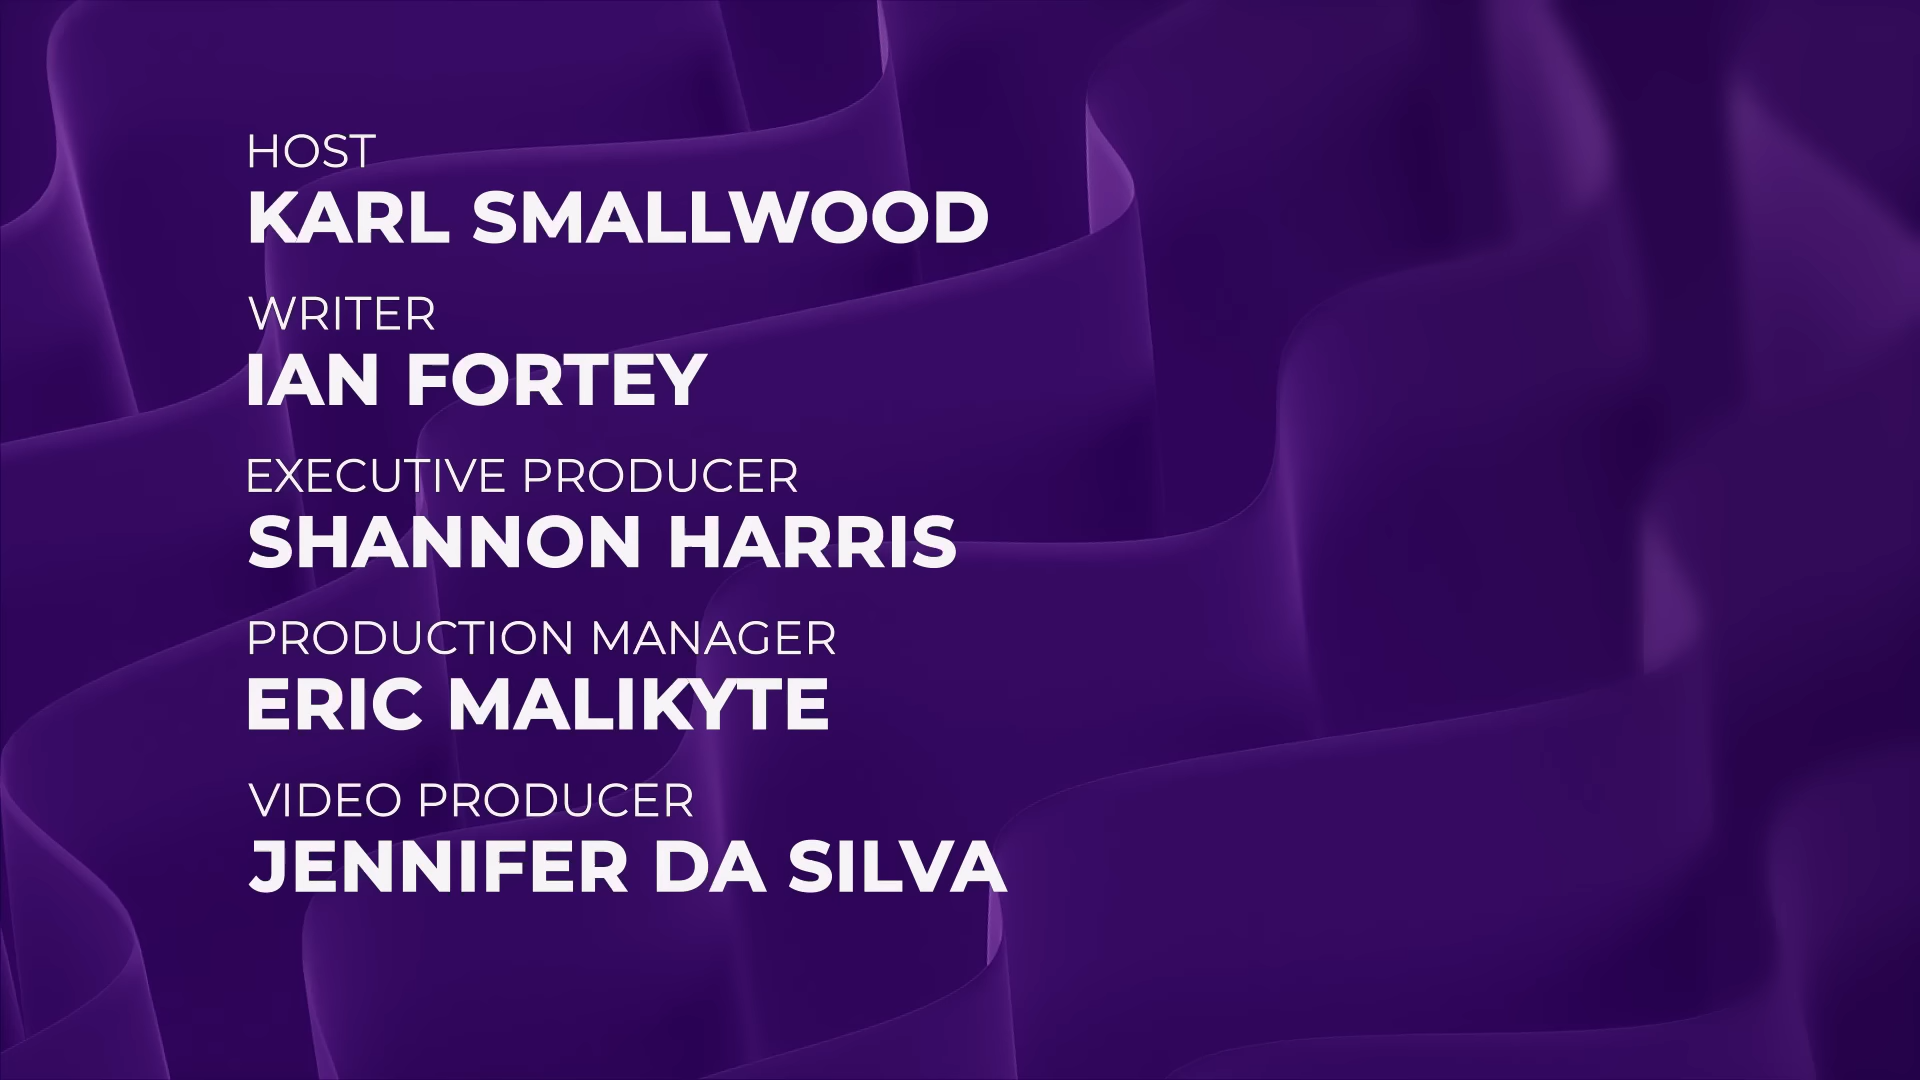 HOST
KARL SMALLWOOD
WRITER
IAN FORTEY
EXECUTIVE PRODUCER
SHANNON HARRIS
PRODUCTION MANAGER
ERIC MALIKYTE
VIDEO PRODUCER
JENNIFER DA SILVA